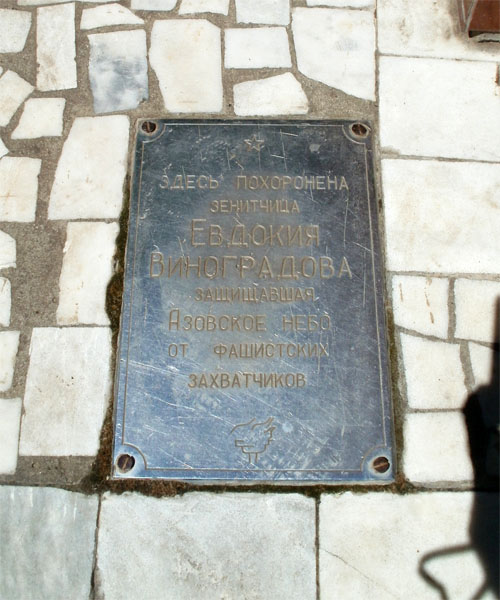 ЗДЕСЬ ПОХОРОНЕНА
ЗЕНИТЧИЦА
ЕВДОКИЯ
ВИНОГРАДОВА
ЗАЩИЩАВШАЯ
АЗОВСКОЕ НЕБО
ОТ ФАШИСТСКИХ
ЗАХВАТЧИКОВ